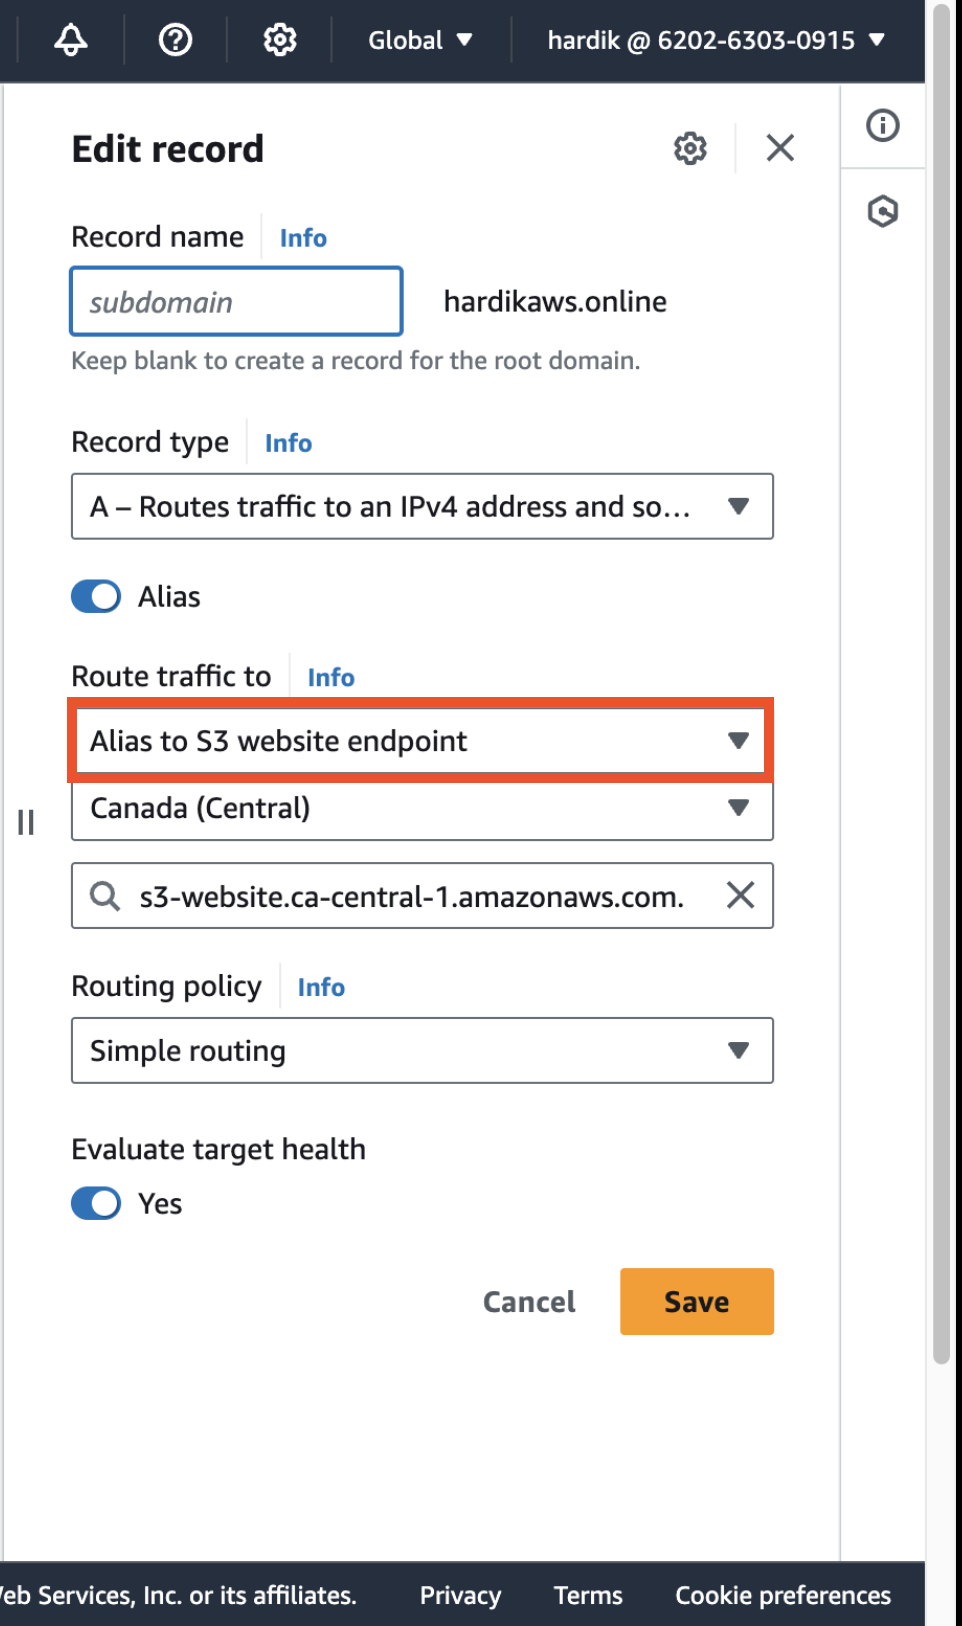 Global
hardik @ 6202-6303-0915
Edit record
Record name Info
subdomain
hardikaws.online
Keep blank to create a record for the root domain.
Record type Info
A – Routes traffic to an IPv4 address and so...
Alias
Route traffic to Info
Alias to S3 website endpoint
Canada (Central)
s3-website.ca-central-1.amazonaws.com.
Routing policy Info
Simple routing
Evaluate target health
Yes
Cancel Save
eb Services, Inc. or its affiliates. Privacy Terms Cookie preferences